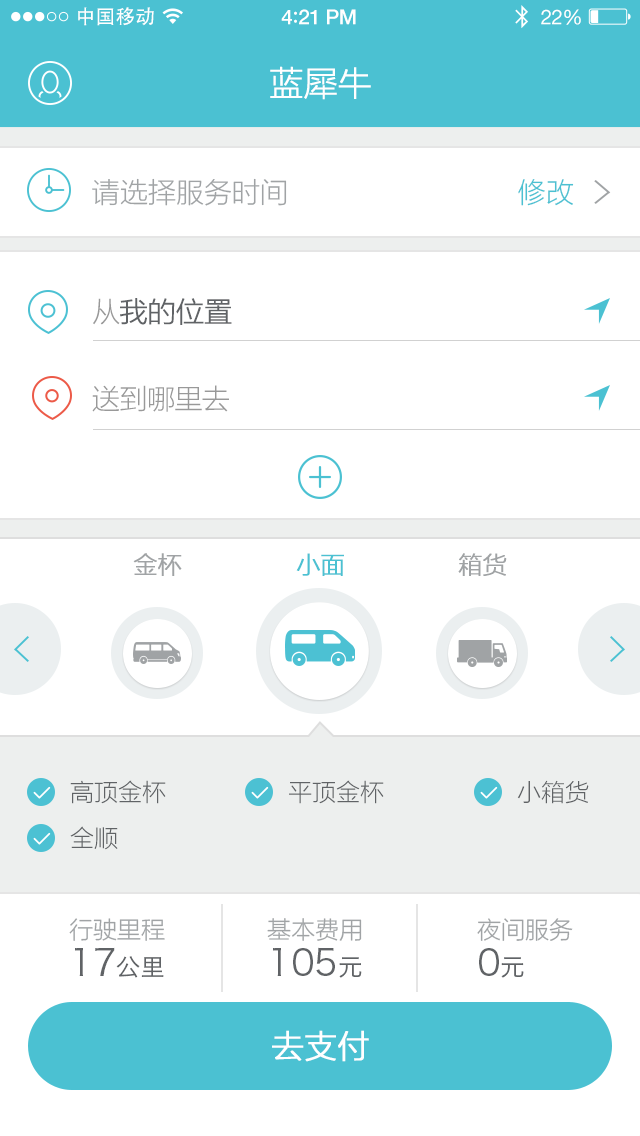 中国移动 4:21 PM 22%
蓝犀牛
请选择服务时间 修改
从我的位置
送到哪里去
金杯 小面 箱货
高顶金杯 平顶金杯 小箱货
全顺
行驶里程 基本费用 夜间服务
17公里 105元 0元
去支付